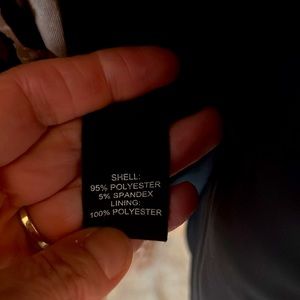 SHELL:
95% POLYESTER
5% SPANDEX
LINING:
100% POLYESTER